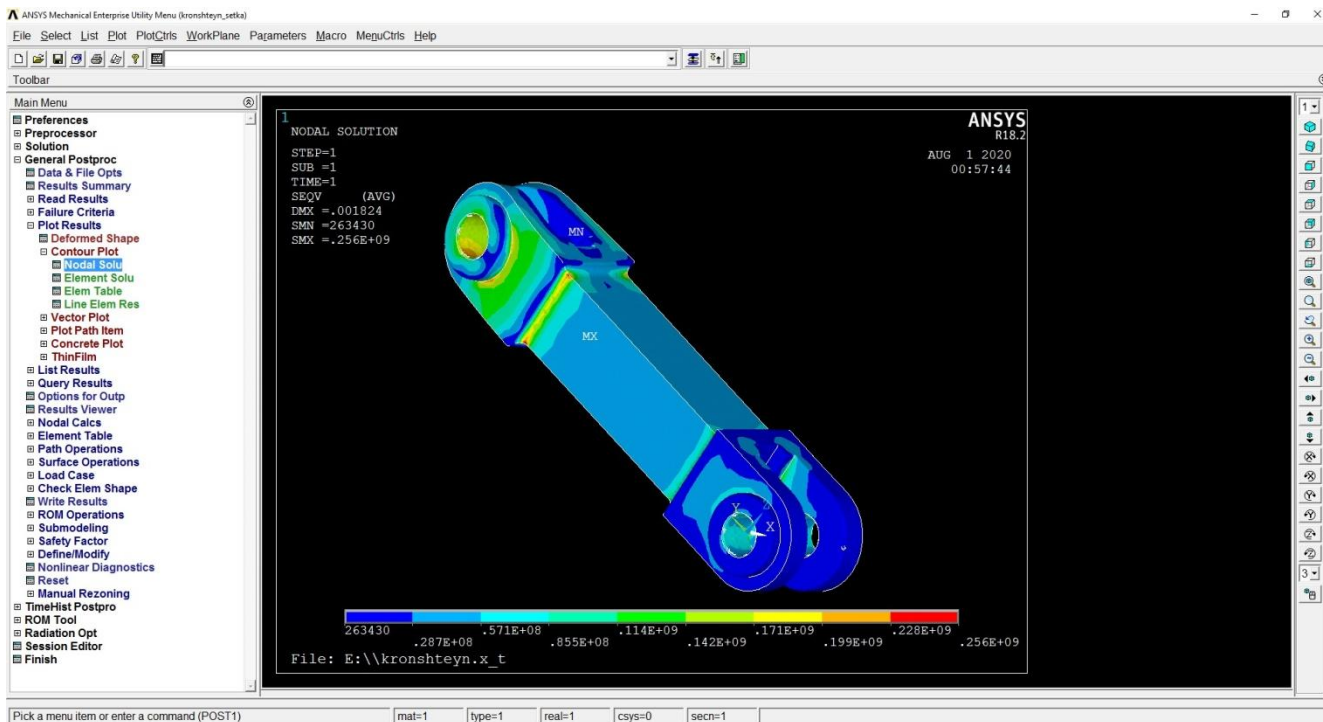 ANSYS Mechanical Enterprise Utility Menu (kronshteyn_setka)
File Select List Plot PlotCtrls WorkPlane Parameters Macro MenuCtrls Help
Toolbar
Main Menu
Preferences
Preprocessor
Solution
General Postproc
Data & File Opts
Results Summary
Read Results
Failure Criteria
Plot Results
Deformed Shape
Contour Plot
Nodal Solu
Element Solu
Elem Table
Line Elem Res
Vector Plot
Plot Path Item
Concrete Plot
ThinFilm
List Results
Query Results
Options for Outp
Results Viewer
Nodal Calcs
Element Table
Path Operations
Surface Operations
Load Case
Check Elem Shape
Write Results
ROM Operations
Submodeling
Safety Factor
Define/Modify
Nonlinear Diagnostics
Reset
Manual Rezoning
TimeHist Postpro
ROM Tool
Radiation Opt
Session Editor
Finish
1
NODAL SOLUTION
STEP=1
SUB =1
TIME=1
SEQV (AVG)
DMX =.001824
SMN =263430
SMX =.256E+09
ANSYS
R18.2
AUG 1 2020
00:57:44
MN
MX
Y
Z
X
263430 .571E+08 .114E+09 .171E+09 .228E+09
.287E+08 .855E+08 .142E+09 .199E+09 .256E+09
File: E:\\kronshteyn.x_t
1
3
Pick a menu item or enter a command (POST1) mat=1 type=1 real=1 csys=0 secn=1